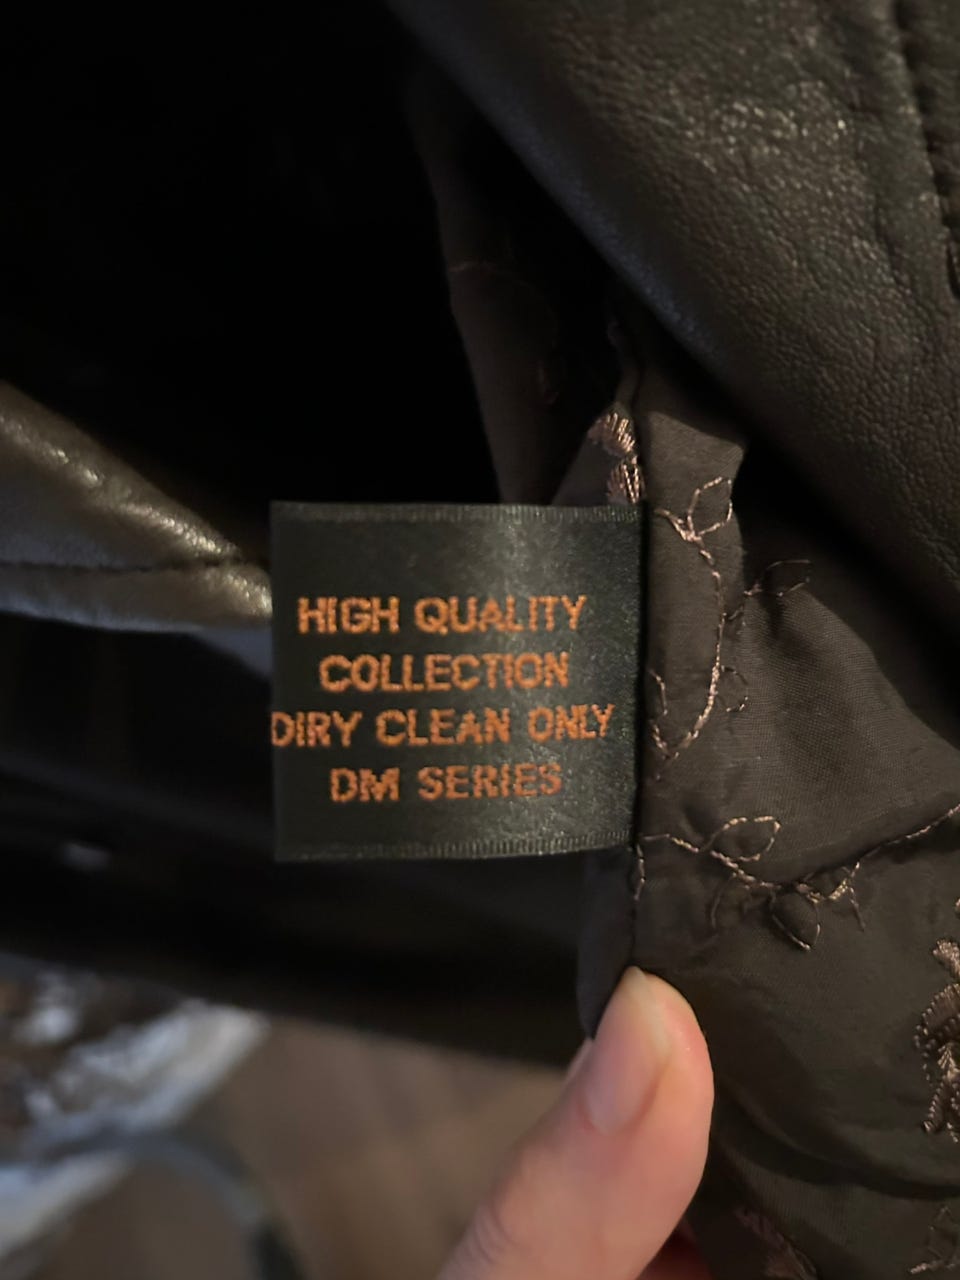 HIGH QUALITY
COLLECTION
DIRY CLEAN ONLY
DM SERIES